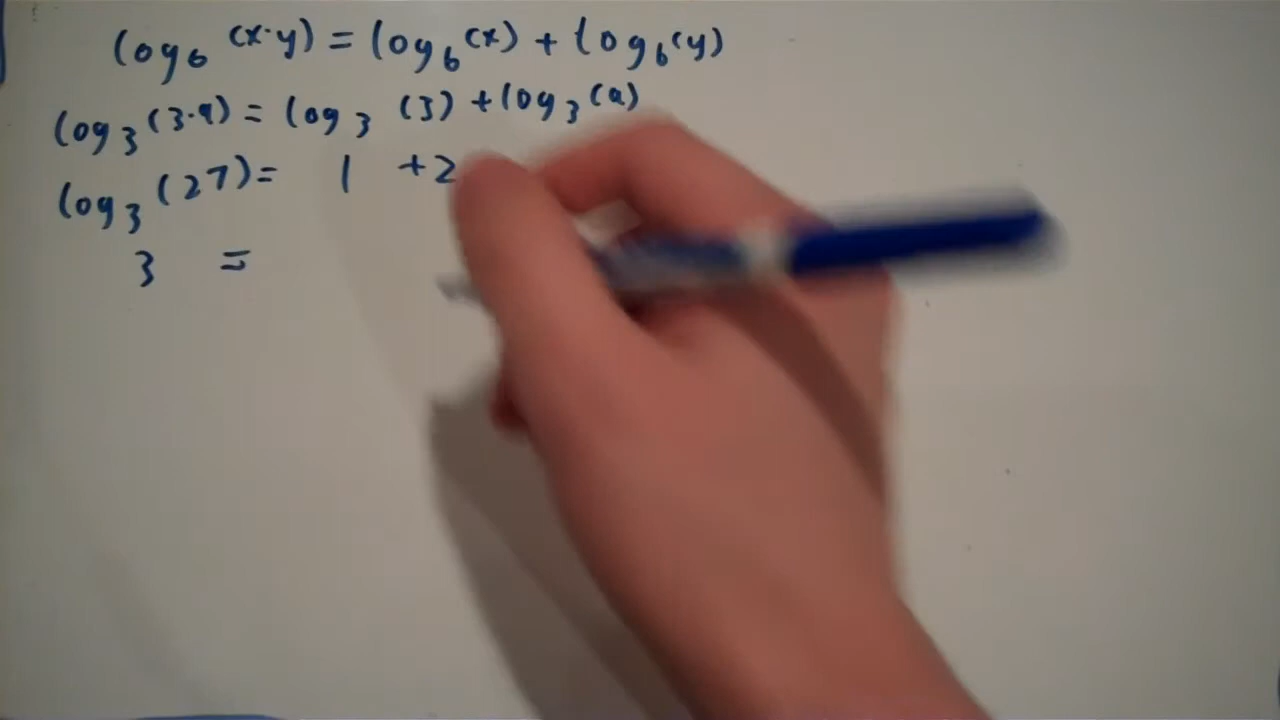 log_b (x·y) = log_b (x) + log_b (y)
log_3 (3·9) = log_3 (3) + log_3 (9)
log_3 (27) = 1 + 2
3 =